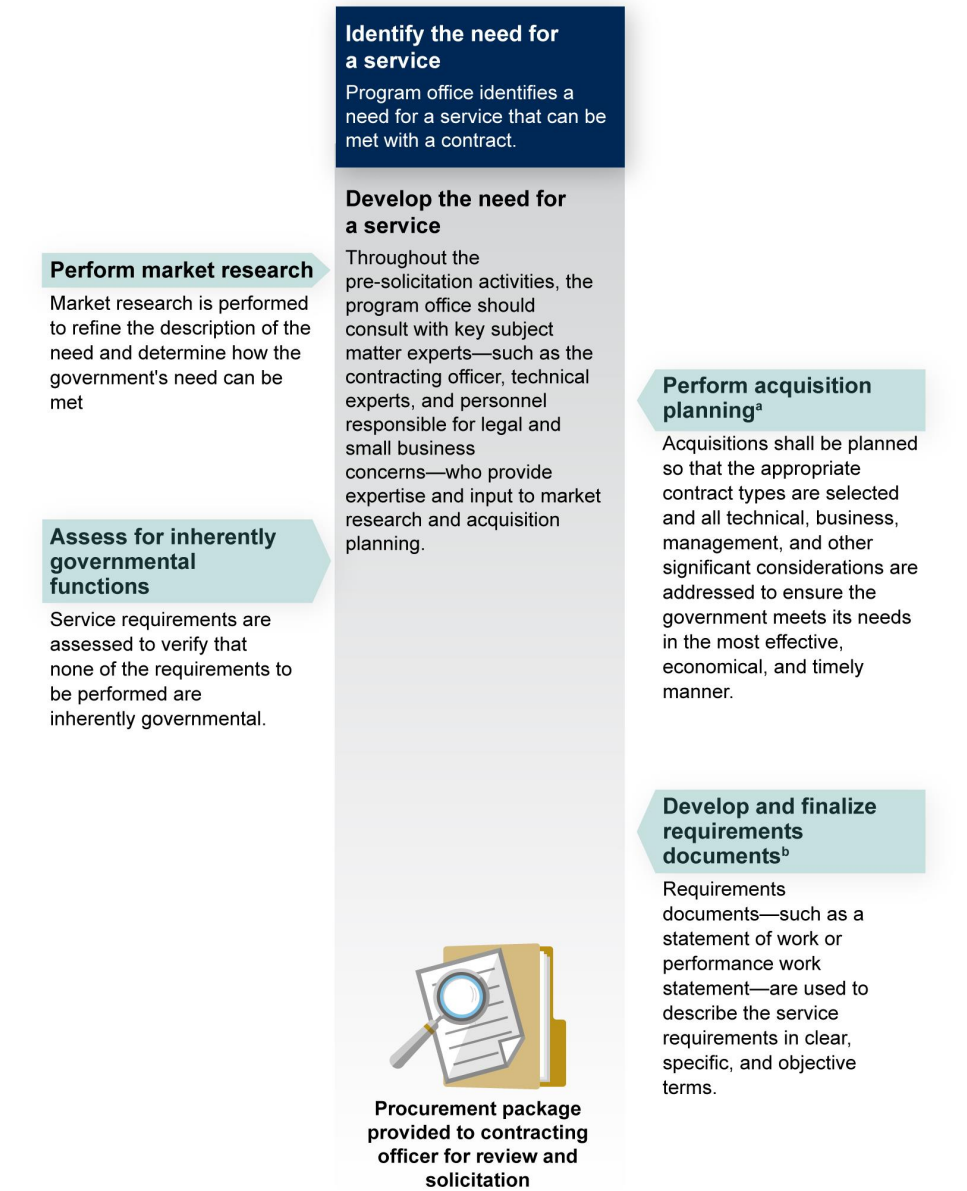 Identify the need for
a service
Program office identifies a
need for a service that can be
met with a contract.
Develop the need for
a service
Throughout the
pre-solicitation activities, the
program office should
consult with key subject
matter experts—such as the
contracting officer, technical
experts, and personnel
responsible for legal and
small business
concerns—who provide
expertise and input to market
research and acquisition
planning.
Perform market research
Market research is performed
to refine the description of the
need and determine how the
government's need can be
met
Perform acquisition
planningᵃ
Acquisitions shall be planned
so that the appropriate
contract types are selected
and all technical, business,
management, and other
significant considerations are
addressed to ensure the
government meets its needs
in the most effective,
economical, and timely
manner.
Assess for inherently
governmental
functions
Service requirements are
assessed to verify that
none of the requirements to
be performed are
inherently governmental.
Develop and finalize
requirements
documentsᵇ
Requirements
documents—such as a
statement of work or
performance work
statement—are used to
describe the service
requirements in clear,
specific, and objective
terms.
Procurement package
provided to contracting
officer for review and
solicitation